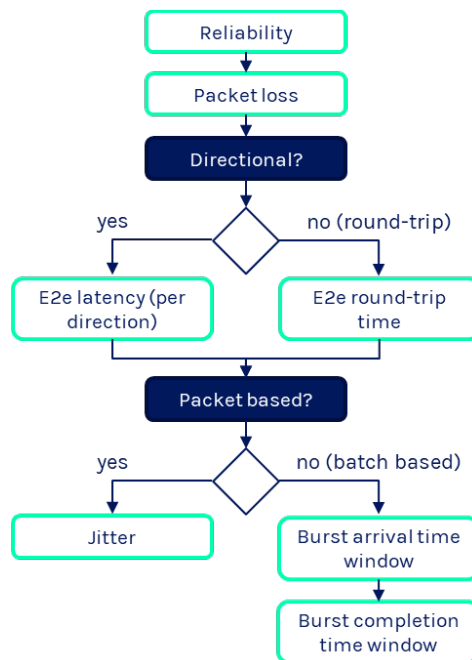 Reliability
Packet loss
Directional?
yes
no (round-trip)
E2e latency (per
direction)
E2e round-trip
time
Packet based?
yes
no (batch based)
Jitter
Burst arrival time
window
Burst completion
time window